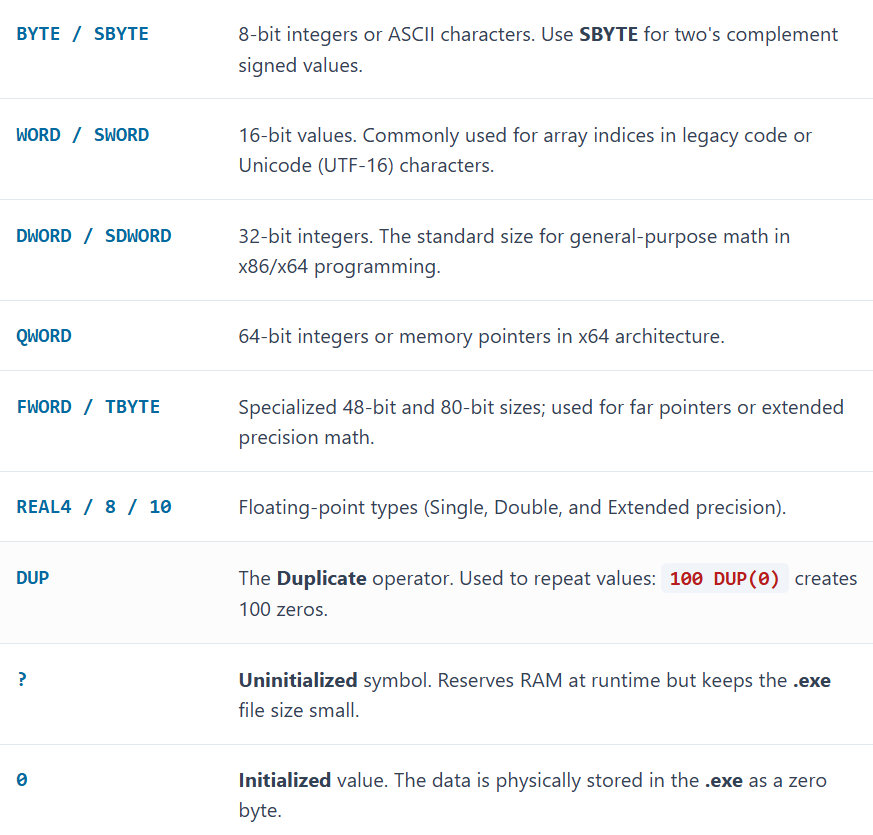 BYTE / SBYTE 8-bit integers or ASCII characters. Use SBYTE for two's complement
signed values.
WORD / SWORD 16-bit values. Commonly used for array indices in legacy code or
Unicode (UTF-16) characters.
DWORD / SDWORD 32-bit integers. The standard size for general-purpose math in
x86/x64 programming.
QWORD 64-bit integers or memory pointers in x64 architecture.
FWORD / TBYTE Specialized 48-bit and 80-bit sizes; used for far pointers or extended
precision math.
REAL4 / 8 / 10 Floating-point types (Single, Double, and Extended precision).
DUP The Duplicate operator. Used to repeat values: 100 DUP(0) creates
100 zeros.
? Uninitialized symbol. Reserves RAM at runtime but keeps the .exe
file size small.
0 Initialized value. The data is physically stored in the .exe as a zero
byte.